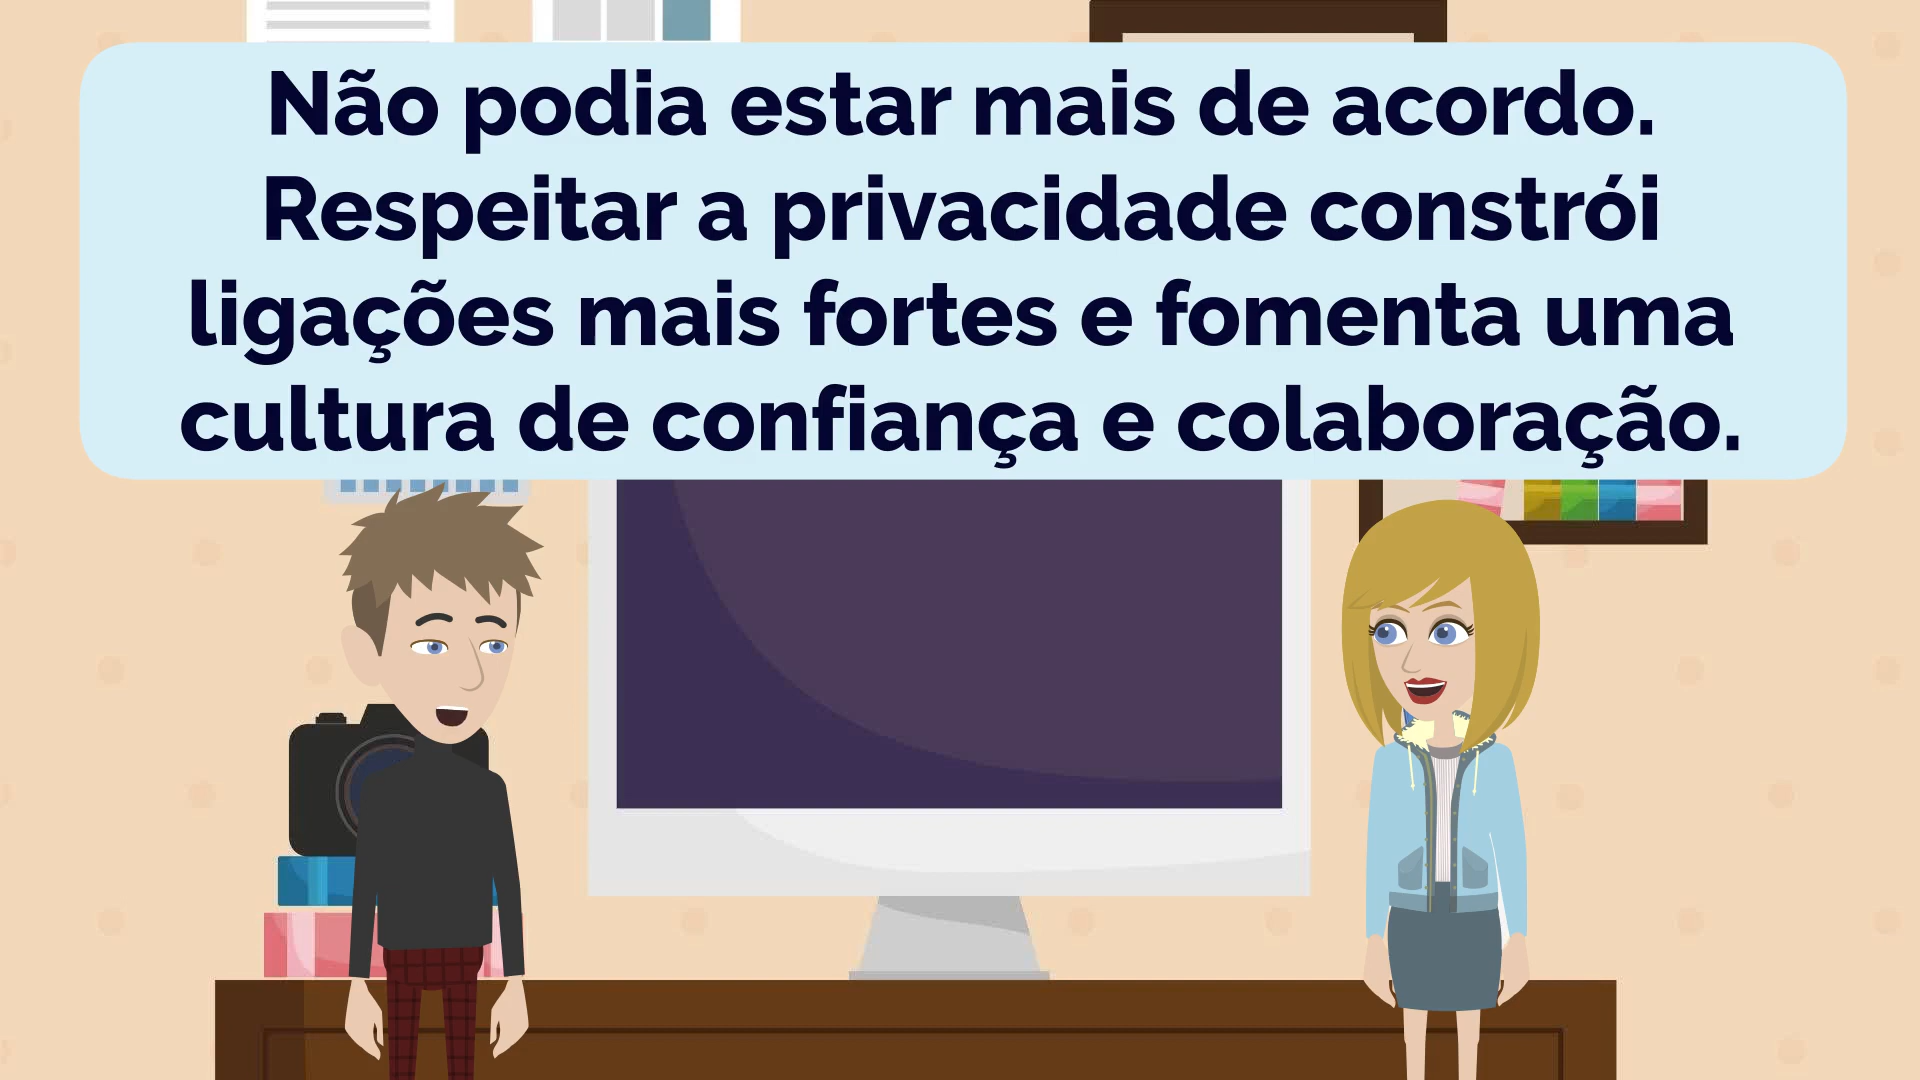 Não podia estar mais de acordo.
Respeitar a privacidade constrói
ligações mais fortes e fomenta uma
cultura de confiança e colaboração.